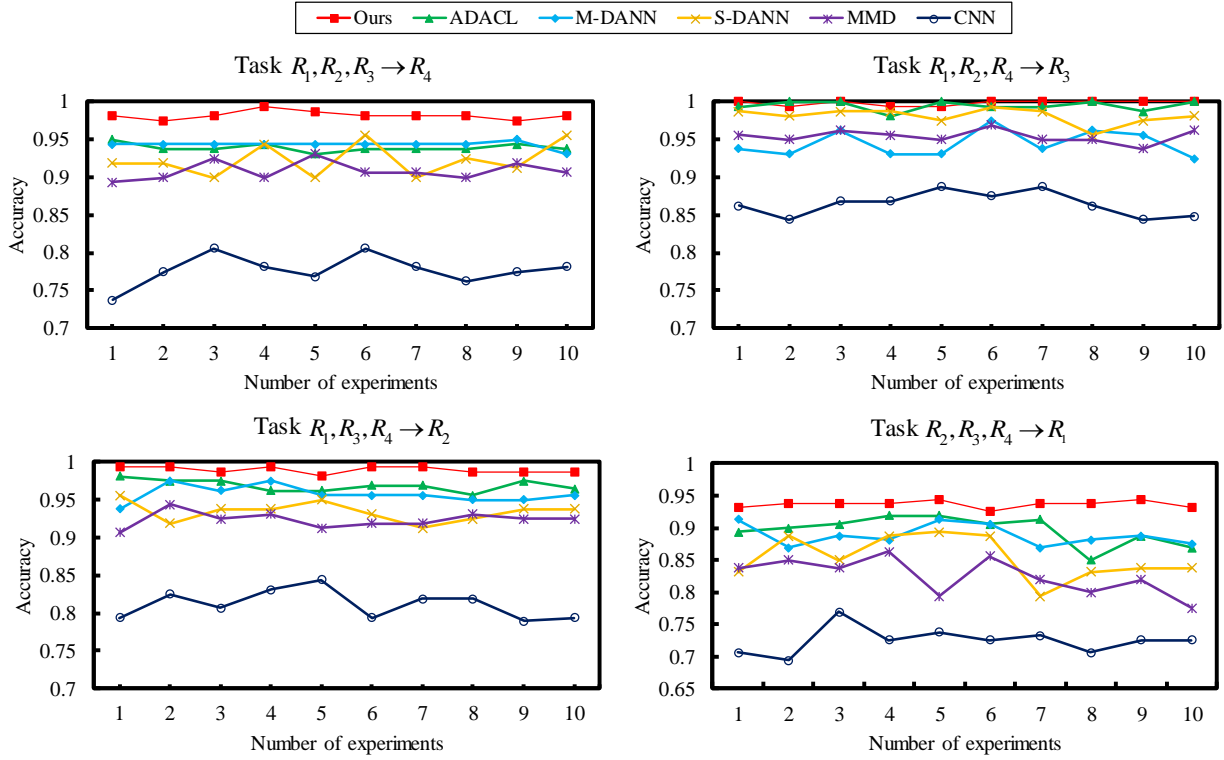 Ours ADACL M-DANN S-DANN MMD CNN
Task R₁, R₂, R₃ → R₄
Accuracy
1
0.95
0.9
0.85
0.8
0.75
0.7
1 2 3 4 5 6 7 8 9 10
Number of experiments
Task R₁, R₂, R₄ → R₃
Accuracy
1
0.95
0.9
0.85
0.8
0.75
0.7
1 2 3 4 5 6 7 8 9 10
Number of experiments
Task R₁, R₃, R₄ → R₂
Accuracy
1
0.95
0.9
0.85
0.8
0.75
0.7
1 2 3 4 5 6 7 8 9 10
Number of experiments
Task R₂, R₃, R₄ → R₁
Accuracy
1
0.95
0.9
0.85
0.8
0.75
0.7
0.65
1 2 3 4 5 6 7 8 9 10
Number of experiments